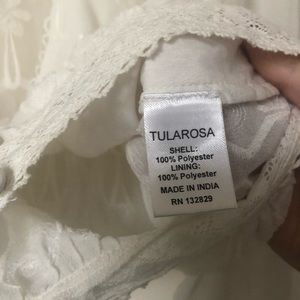 TULAROSA
SHELL:
100% Polyester
LINING:
100% Polyester
MADE IN INDIA
RN 132829